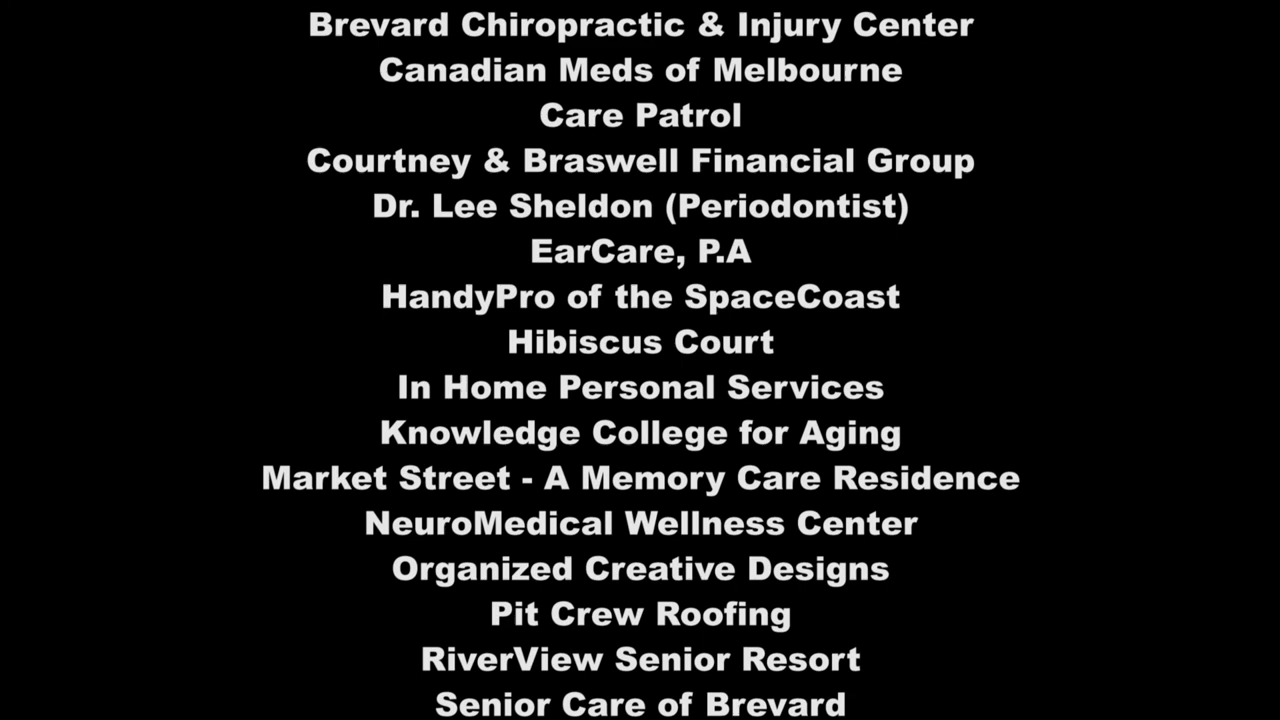 Brevard Chiropractic & Injury Center
Canadian Meds of Melbourne
Care Patrol
Courtney & Braswell Financial Group
Dr. Lee Sheldon (Periodontist)
EarCare, P.A
HandyPro of the SpaceCoast
Hibiscus Court
In Home Personal Services
Knowledge College for Aging
Market Street - A Memory Care Residence
NeuroMedical Wellness Center
Organized Creative Designs
Pit Crew Roofing
RiverView Senior Resort
Senior Care of Brevard